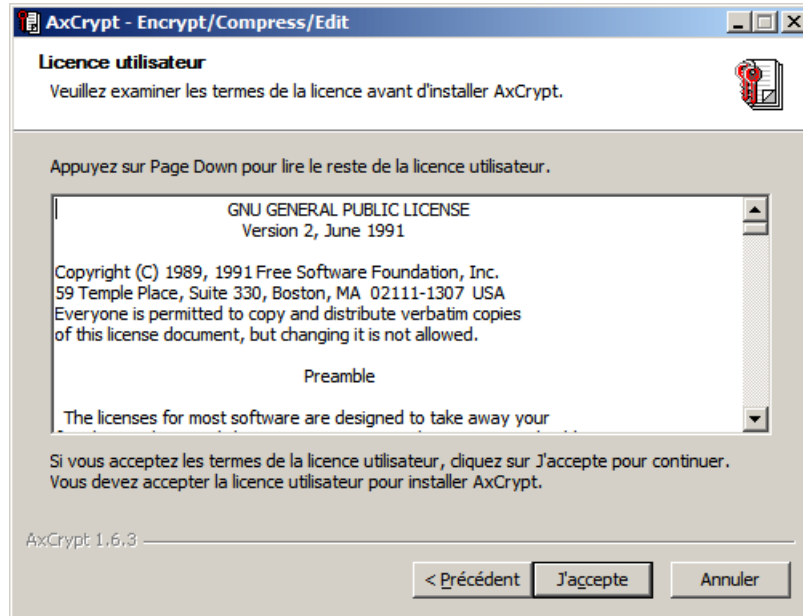 AxCrypt - Encrypt/Compress/Edit
Licence utilisateur
Veuillez examiner les termes de la licence avant d'installer AxCrypt.
Appuyez sur Page Down pour lire le reste de la licence utilisateur.
GNU GENERAL PUBLIC LICENSE
Version 2, June 1991
Copyright (C) 1989, 1991 Free Software Foundation, Inc.
59 Temple Place, Suite 330, Boston, MA 02111-1307 USA
Everyone is permitted to copy and distribute verbatim copies
of this license document, but changing it is not allowed.
Preamble
The licenses for most software are designed to take away your
Si vous acceptez les termes de la licence utilisateur, cliquez sur J'accepte pour continuer.
Vous devez accepter la licence utilisateur pour installer AxCrypt.
AxCrypt 1.6.3
< Précédent J'accepte Annuler